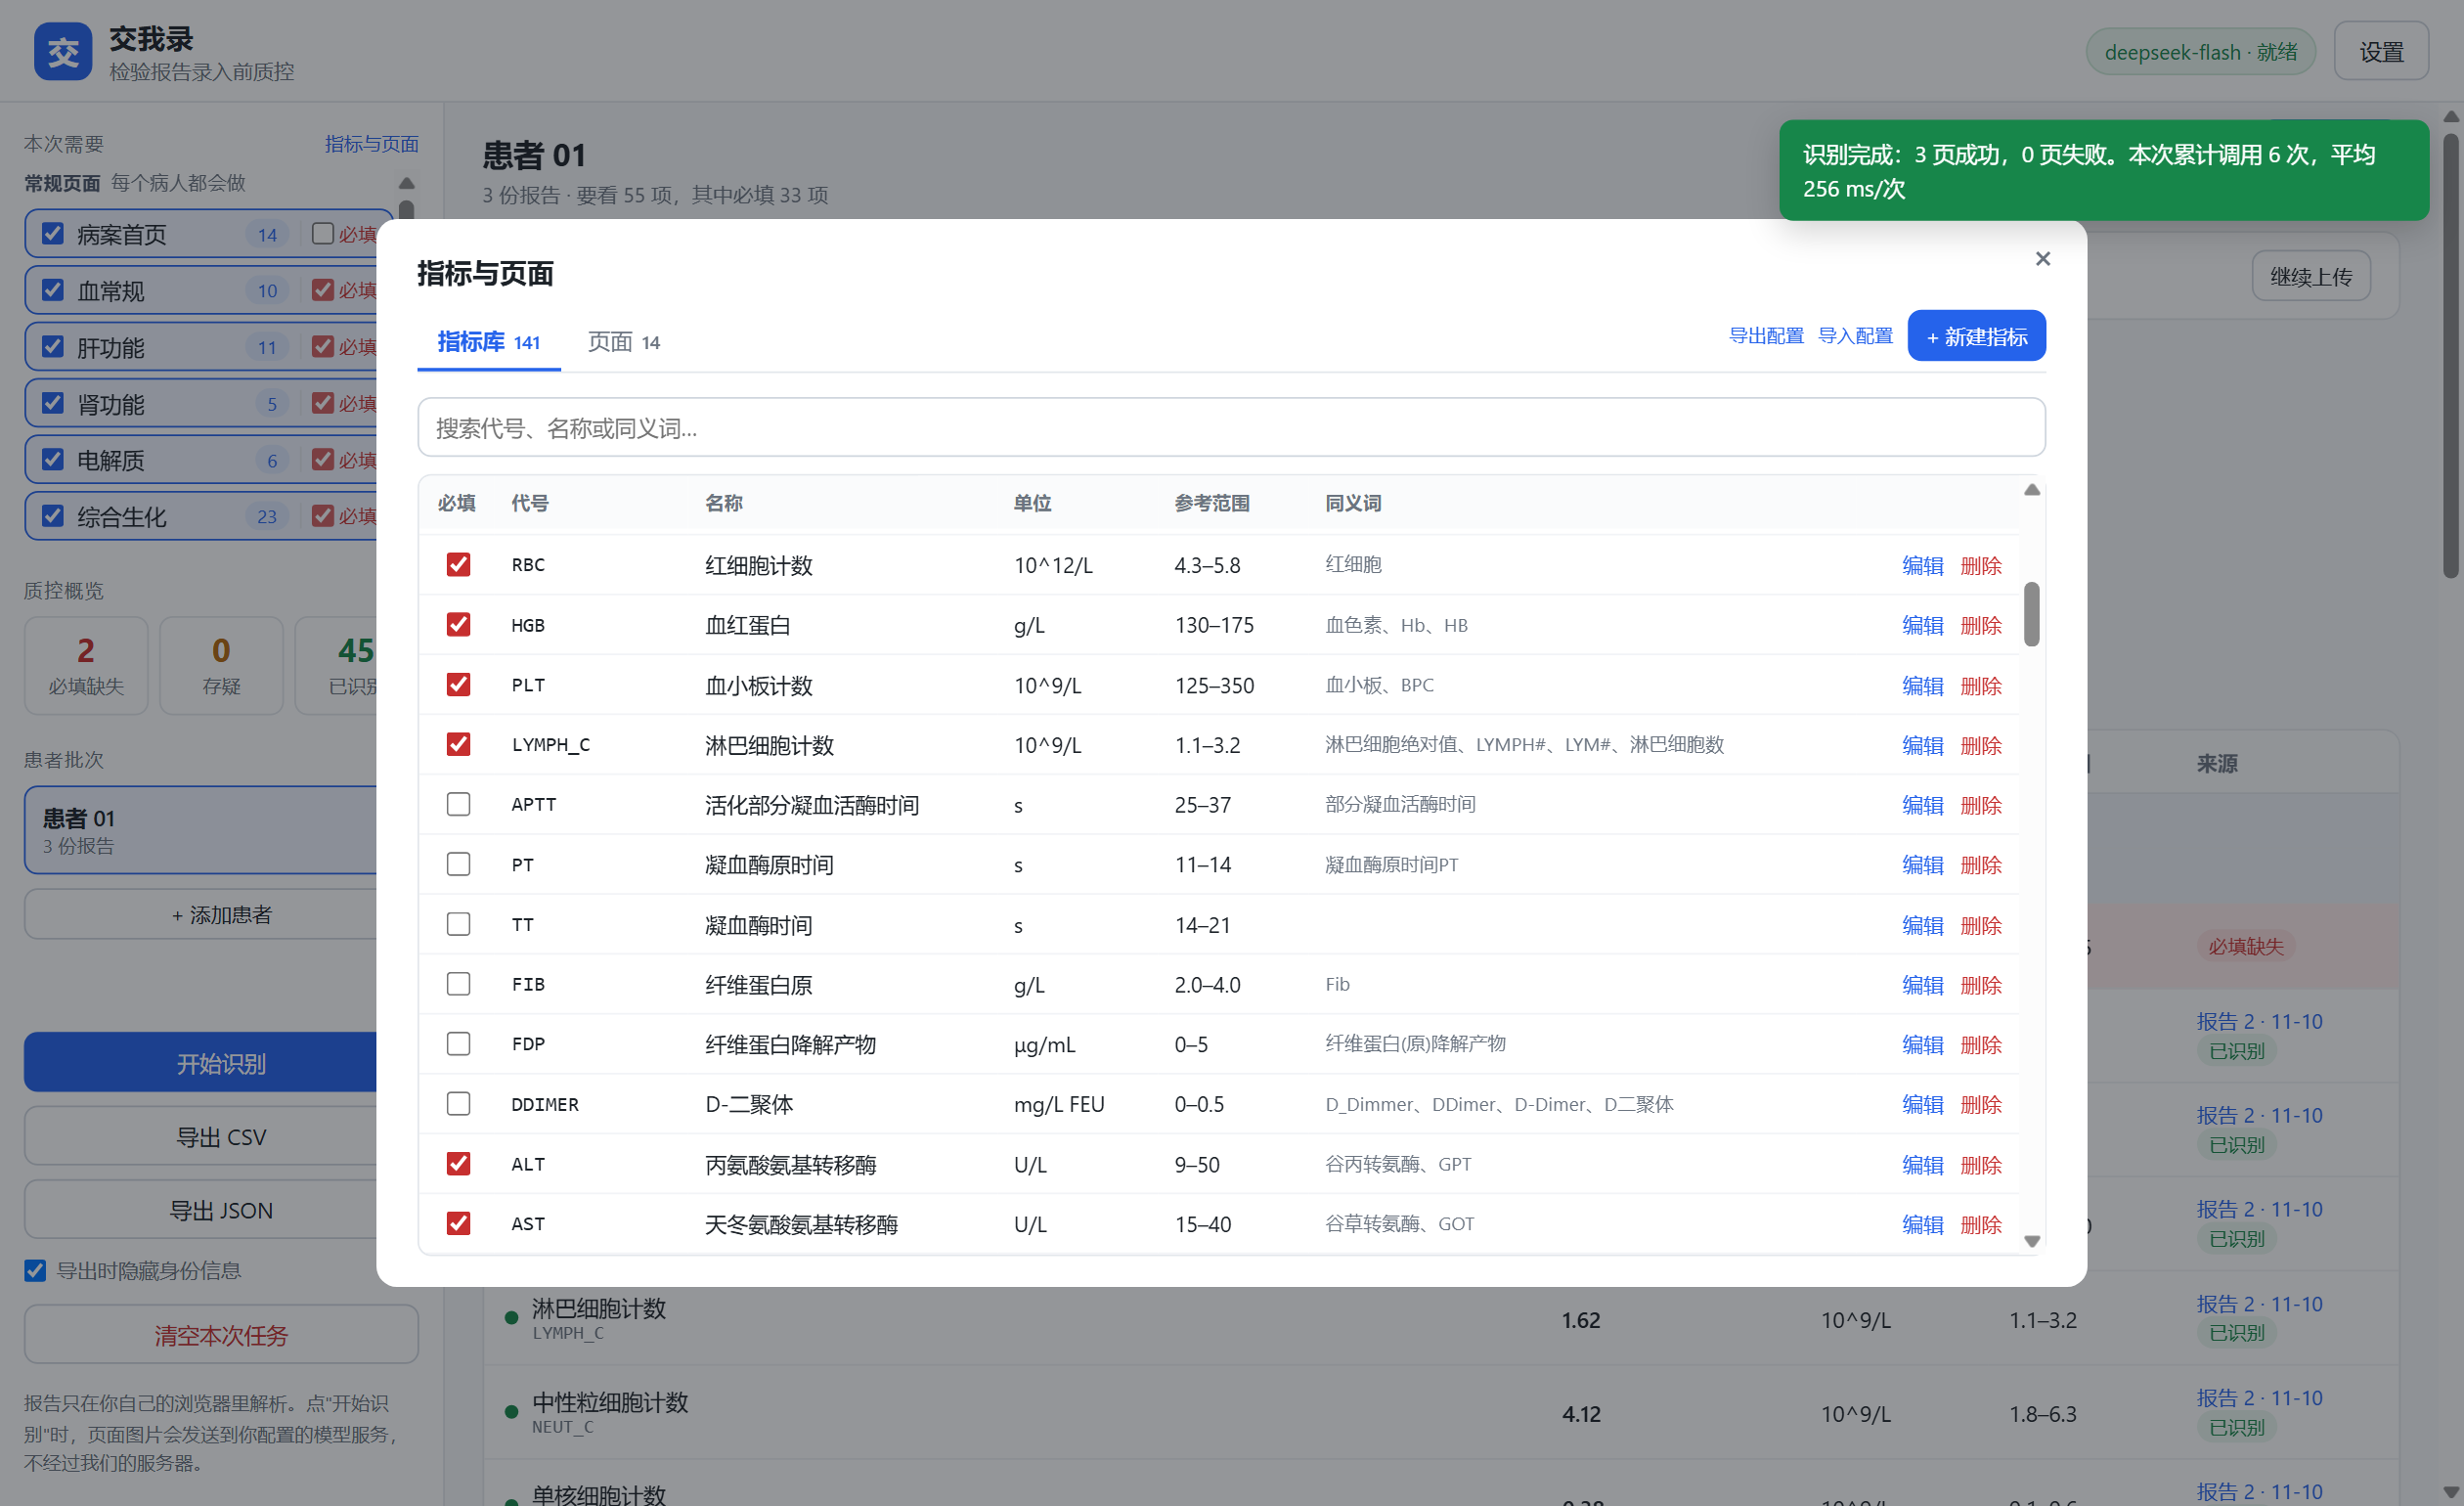 交 交我录
检验报告录入前质控
deepseek-flash · 就绪
设置
识别完成：3 页成功，0 页失败。本次累计调用 6 次，平均
256 ms/次
本次需要
指标与页面
常规页面 每个病人都会做
病案首页 14 必填
血常规 10 必填
肝功能 11 必填
肾功能 5 必填
电解质 6 必填
综合生化 23 必填
质控概览
2 0 45
必填缺失 存疑
患者批次
患者 01
3 份报告
+ 添加患者
开始识别
导出 CSV
导出 JSON
导出时隐藏身份信息
清空本次任务
报告只在你自己的浏览器里解析。点"开始识
别"时，页面图片会发送到你配置的模型服务，
不经过我们的服务器。
患者 01
3 份报告 · 要看 55 项，其中必填 33 项
继续上传
指标与页面
×
指标库 141 页面 14
导出配置 导入配置 + 新建指标
搜索代号、名称或同义词...
必填 代号 名称 单位 参考范围 同义词
RBC 红细胞计数 10^12/L 4.3–5.8 红细胞 编辑 删除
HGB 血红蛋白 g/L 130–175 血色素、Hb、HB 编辑 删除
PLT 血小板计数 10^9/L 125–350 血小板、BPC 编辑 删除
LYMPH_C 淋巴细胞计数 10^9/L 1.1–3.2 淋巴细胞绝对值、LYMPH#、LYM#、淋巴细胞数 编辑 删除
APTT 活化部分凝血活酶时间 s 25–37 部分凝血活酶时间 编辑 删除
PT 凝血酶原时间 s 11–14 凝血酶原时间PT 编辑 删除
TT 凝血酶时间 s 14–21 编辑 删除
FIB 纤维蛋白原 g/L 2.0–4.0 Fib 编辑 删除
FDP 纤维蛋白降解产物 μg/mL 0–5 纤维蛋白(原)降解产物 编辑 删除
DDIMER D-二聚体 mg/L FEU 0–0.5 D_Dimmer、DDimer、D-Dimer、D二聚体 编辑 删除
ALT 丙氨酸氨基转移酶 U/L 9–50 谷丙转氨酶、GPT 编辑 删除
AST 天冬氨酸氨基转移酶 U/L 15–40 谷草转氨酶、GOT 编辑 删除
来源
必填缺失
报告 2 · 11-10
已识别
报告 2 · 11-10
已识别
报告 2 · 11-10
已识别
淋巴细胞计数
LYMPH_C
1.62 10^9/L 1.1–3.2
报告 2 · 11-10
已识别
中性粒细胞计数
NEUT_C
4.12 10^9/L 1.8–6.3
报告 2 · 11-10
已识别
单核细胞计数
报告 2 · 11-10